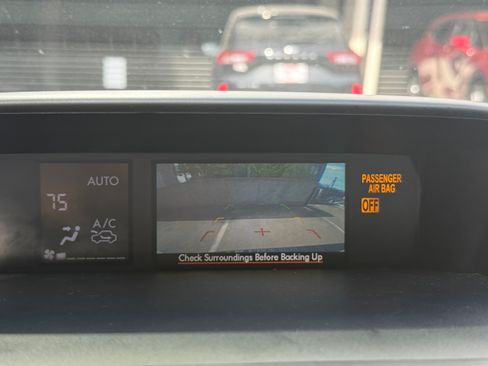 AUTO
75
A/C
PASSENGER
AIR BAG
OFF
Check Surroundings Before Backing Up